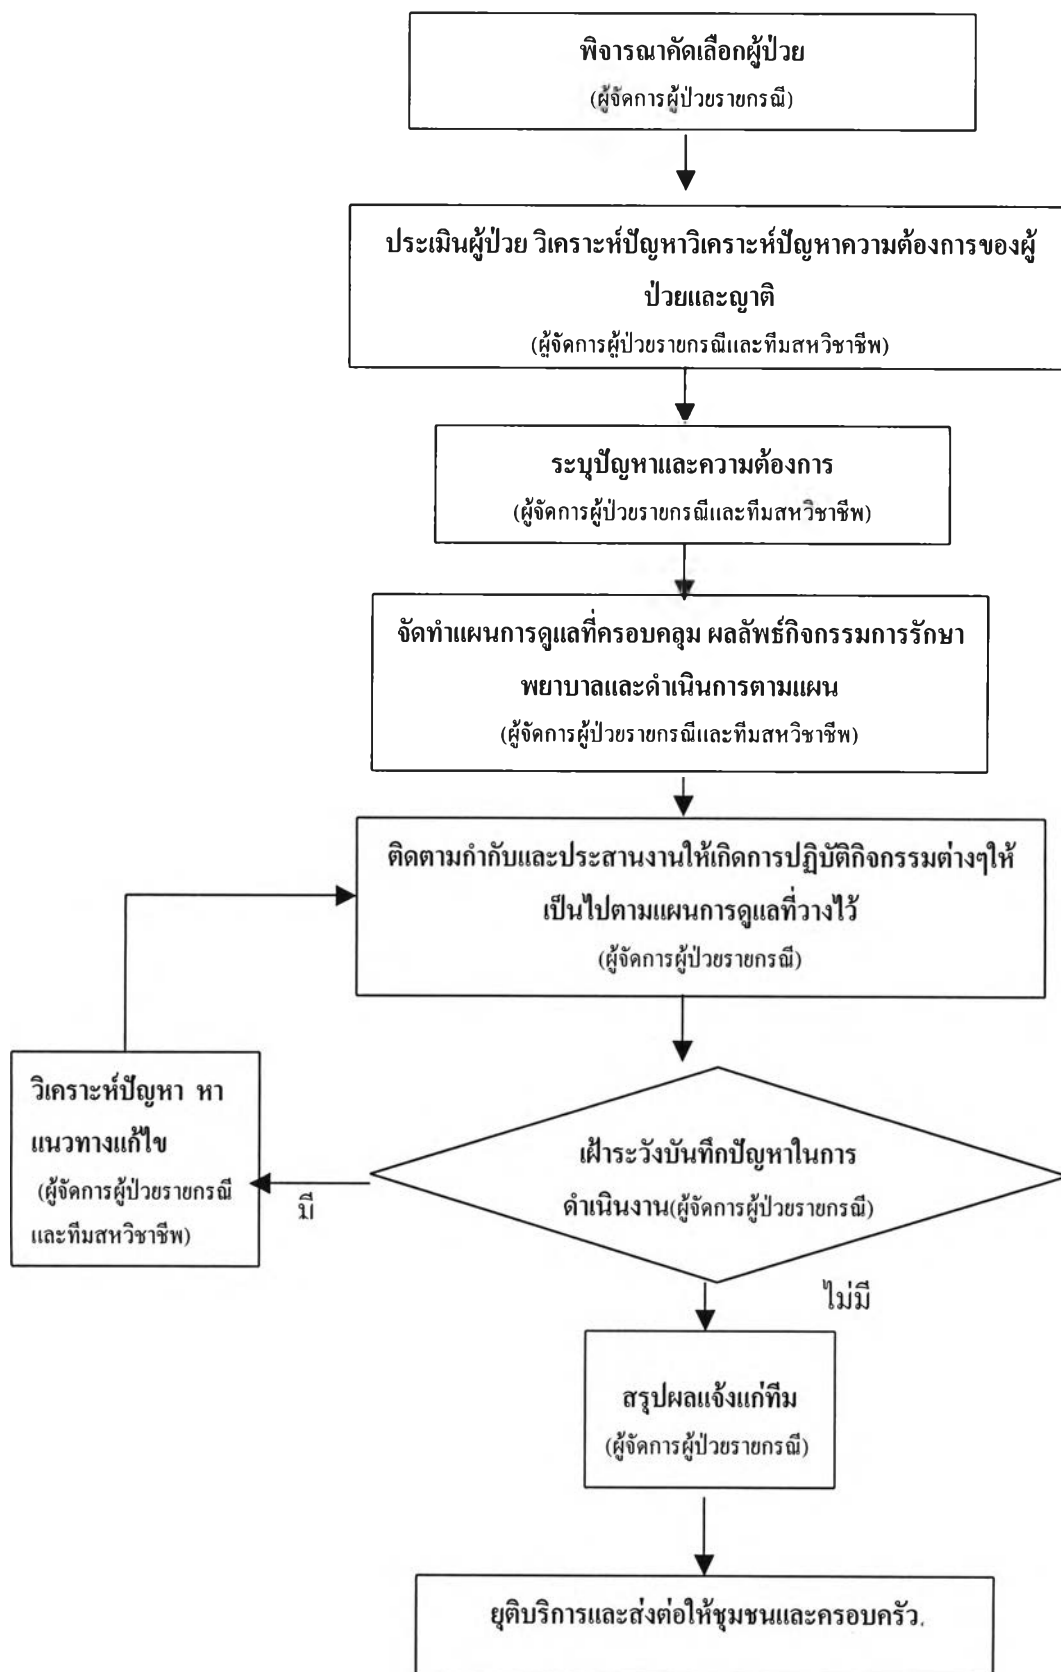 พิจารณาคัดเลือกผู้ป่วย
(ผู้จัดการผู้ป่วยรายกรณี)
ประเมินผู้ป่วย วิเคราะห์ปัญหาวิเคราะห์ปัญหาความต้องการของผู้
ป่วยและญาติ
(ผู้จัดการผู้ป่วยรายกรณีและทีมสหวิชาชีพ)
ระบุปัญหาและความต้องการ
(ผู้จัดการผู้ป่วยรายกรณีและทีมสหวิชาชีพ)
จัดทำแผนการดูแลที่ครอบคลุม ผลลัพธ์กิจกรรมการรักษา
พยาบาลและดำเนินการตามแผน
(ผู้จัดการผู้ป่วยรายกรณีและทีมสหวิชาชีพ)
ติดตามกำกับและประสานงานให้เกิดการปฏิบัติกิจกรรมต่างๆให้
เป็นไปตามแผนการดูแลที่วางไว้
(ผู้จัดการผู้ป่วยรายกรณี)
วิเคราะห์ปัญหา หา
แนวทางแก้ไข
(ผู้จัดการผู้ป่วยรายกรณี
และทีมสหวิชาชีพ)
มี
เฝ้าระวังบันทึกปัญหาในการ
ดำเนินงาน(ผู้จัดการผู้ป่วยรายกรณี)
ไม่มี
สรุปผลแจ้งแก่ทีม
(ผู้จัดการผู้ป่วยรายกรณี)
ยุติบริการและส่งต่อให้ชุมชนและครอบครัว.